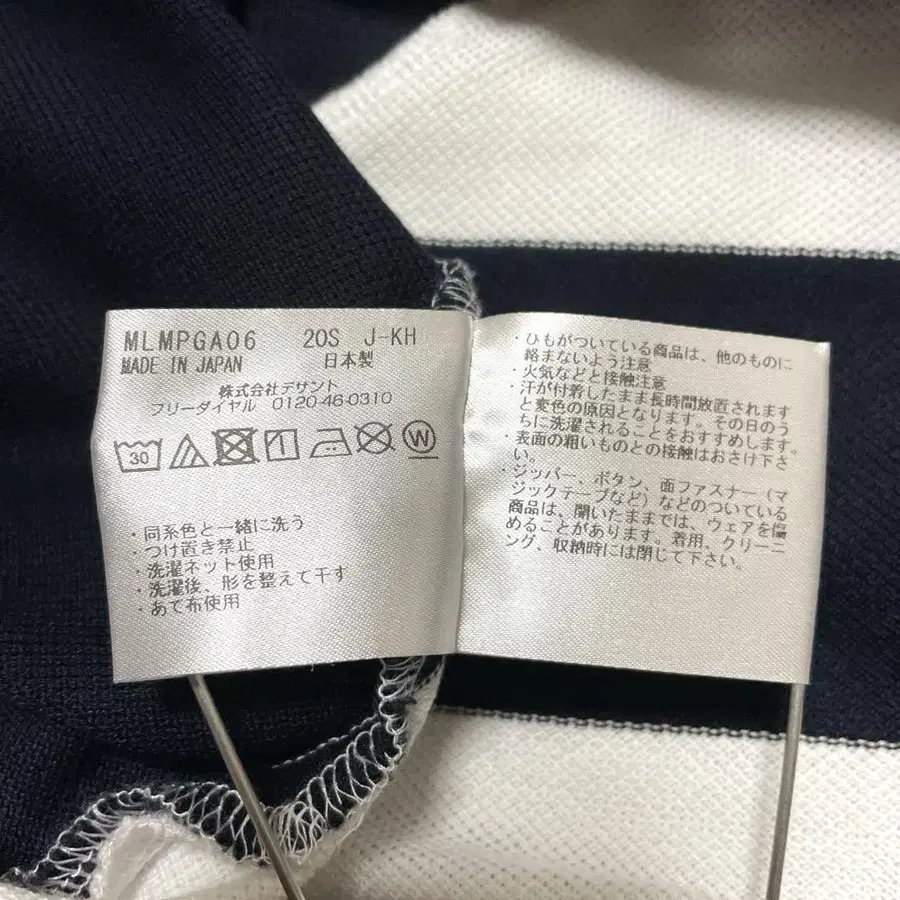 MLMPGA06 20S J-KH
MADE IN JAPAN 日本製
株式会社デサント
フリーダイヤル 0120-46-0310
30 W
・同系色と一緒に洗う
・つけ置き禁止
・洗濯ネット使用
・洗濯後、形を整えて干す
・あて布使用
・ひもがついている商品は、他のものに
絡まないよう注意
・火気などと接触注意
・汗が付着したまま長時間放置されますと
変色の原因となります。その日のう
ちに洗濯されることをおすすめします。
・表面の粗いものとの接触はおさけ下さ
い。
・ジッパー、ボタン、面ファスナー（マ
ジックテープなど）などのついている
商品は、開いたままでは、ウェアを傷
めることがあります。着用、クリーニ
ング、収納時には閉じて下さい。